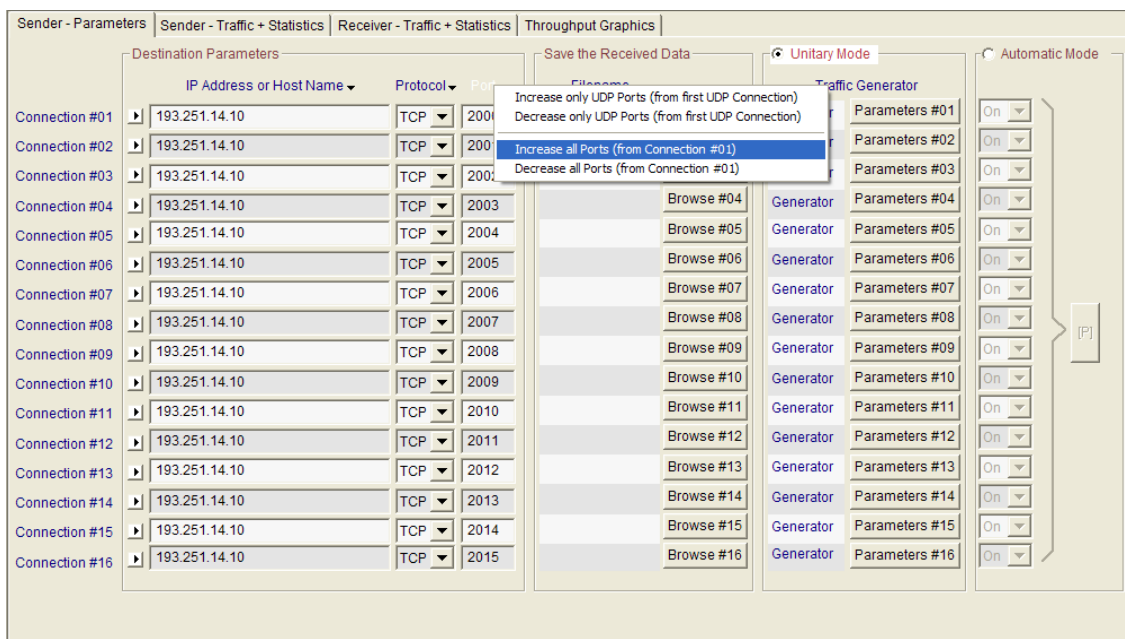 Sender - Parameters Sender - Traffic + Statistics Receiver - Traffic + Statistics Throughput Graphics
Destination Parameters Save the Received Data Unitary Mode Automatic Mode
IP Address or Host Name Protocol Port Filename Traffic Generator
Increase only UDP Ports (from first UDP Connection)
Decrease only UDP Ports (from first UDP Connection)
Increase all Ports (from Connection #01)
Decrease all Ports (from Connection #01)
Connection #01 193.251.14.10 TCP 2000 Parameters #01 On
Connection #02 193.251.14.10 TCP 2001 Parameters #02 On
Connection #03 193.251.14.10 TCP 2002 Parameters #03 On
Connection #04 193.251.14.10 TCP 2003 Browse #04 Generator Parameters #04 On
Connection #05 193.251.14.10 TCP 2004 Browse #05 Generator Parameters #05 On
Connection #06 193.251.14.10 TCP 2005 Browse #06 Generator Parameters #06 On
Connection #07 193.251.14.10 TCP 2006 Browse #07 Generator Parameters #07 On
Connection #08 193.251.14.10 TCP 2007 Browse #08 Generator Parameters #08 On
[P]
Connection #09 193.251.14.10 TCP 2008 Browse #09 Generator Parameters #09 On
Connection #10 193.251.14.10 TCP 2009 Browse #10 Generator Parameters #10 On
Connection #11 193.251.14.10 TCP 2010 Browse #11 Generator Parameters #11 On
Connection #12 193.251.14.10 TCP 2011 Browse #12 Generator Parameters #12 On
Connection #13 193.251.14.10 TCP 2012 Browse #13 Generator Parameters #13 On
Connection #14 193.251.14.10 TCP 2013 Browse #14 Generator Parameters #14 On
Connection #15 193.251.14.10 TCP 2014 Browse #15 Generator Parameters #15 On
Connection #16 193.251.14.10 TCP 2015 Browse #16 Generator Parameters #16 On